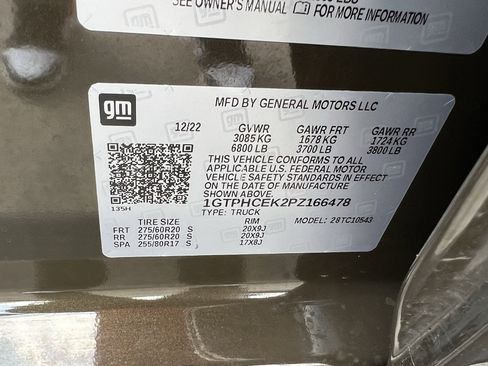 SEE OWNER'S MANUAL FOR MORE INFORMATION
gm
MFD BY GENERAL MOTORS LLC
12/22 GVWR GAWR FRT GAWR RR
3085 KG 1678 KG 1724 KG
6800 LB 3700 LB 3800 LB
THIS VEHICLE CONFORMS TO ALL
APPLICABLE U.S. FEDERAL MOTOR
VEHICLE SAFETY STANDARDS IN
EFFECT ON THE DATE OF MANUFACTURE
SHOWN ABOVE.
1GTPHCEK2PZ166478
TYPE: TRUCK MODEL: 28TC10543
135H
TIRE SIZE RIM
FRT 275/60R20 S 20X9J
RR 275/60R20 S 20X9J
SPA 255/80R17 S 17X8J